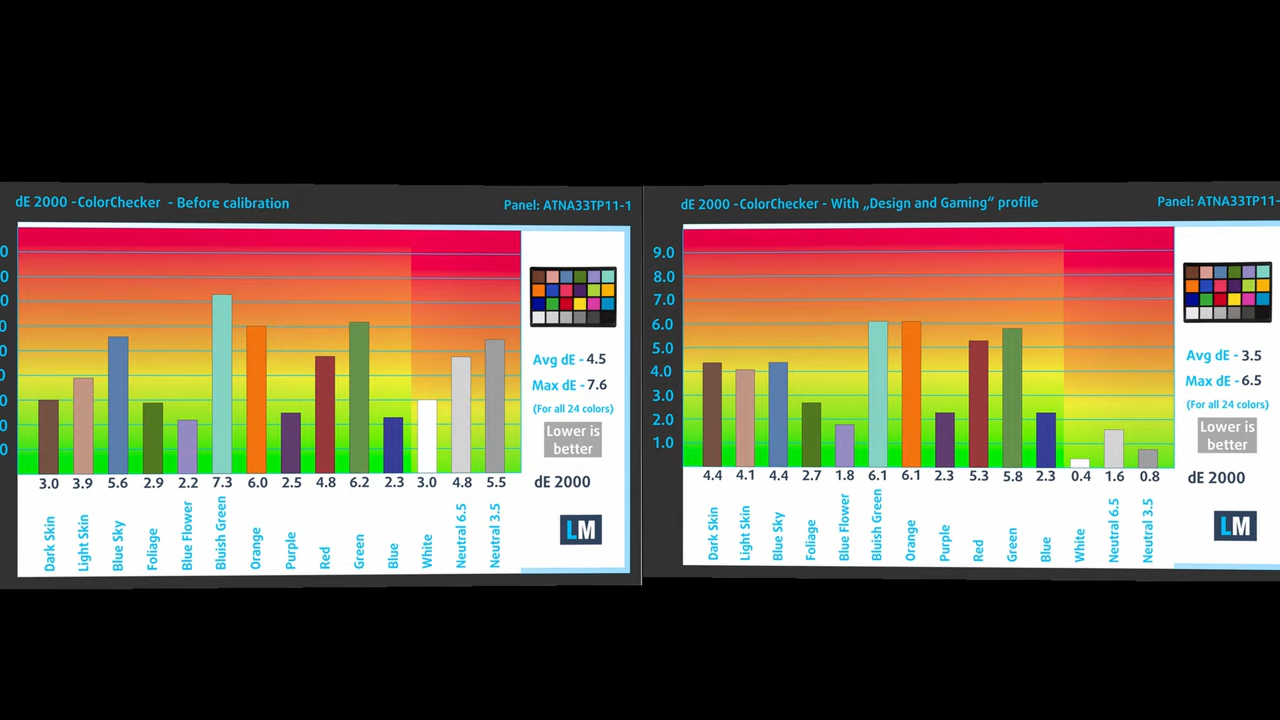 dE 2000 -ColorChecker - Before calibration
Panel: ATNA33TP11-1
0
0
0
0
0
0
0
0
0
Avg dE - 4.5
Max dE - 7.6
(For all 24 colors)
Lower is
better
3.0 3.9 5.6 2.9 2.2 7.3 6.0 2.5 4.8 6.2 2.3 3.0 4.8 5.5
dE 2000
Dark Skin
Light Skin
Blue Sky
Foliage
Blue Flower
Bluish Green
Orange
Purple
Red
Green
Blue
White
Neutral 6.5
Neutral 3.5
LM
dE 2000 -ColorChecker - With „Design and Gaming“ profile
Panel: ATNA33TP11-
9.0
8.0
7.0
6.0
5.0
4.0
3.0
2.0
1.0
Avg dE - 3.5
Max dE - 6.5
(For all 24 colors)
Lower is
better
4.4 4.1 4.4 2.7 1.8 6.1 6.1 2.3 5.3 5.8 2.3 0.4 1.6 0.8
dE 2000
Dark Skin
Light Skin
Blue Sky
Foliage
Blue Flower
Bluish Green
Orange
Purple
Red
Green
Blue
White
Neutral 6.5
Neutral 3.5
LM